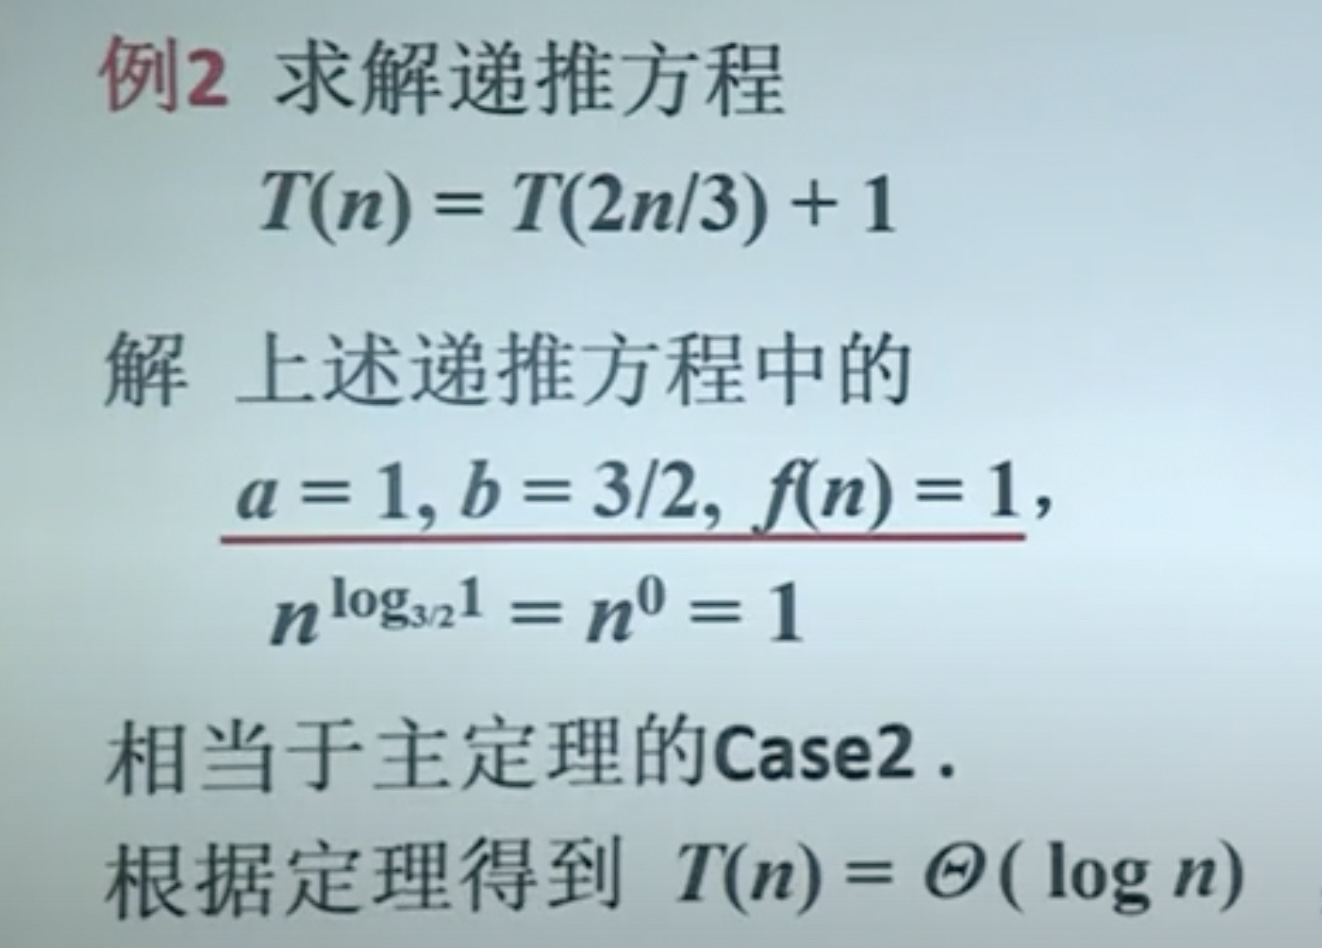 例2 求解递推方程
T(n) = T(2n/3) + 1
解 上述递推方程中的
a = 1, b = 3/2, f(n) = 1,
n^{log_{3/2}1} = n^0 = 1
相当于主定理的Case2 .
根据定理得到 T(n) = Θ( log n)